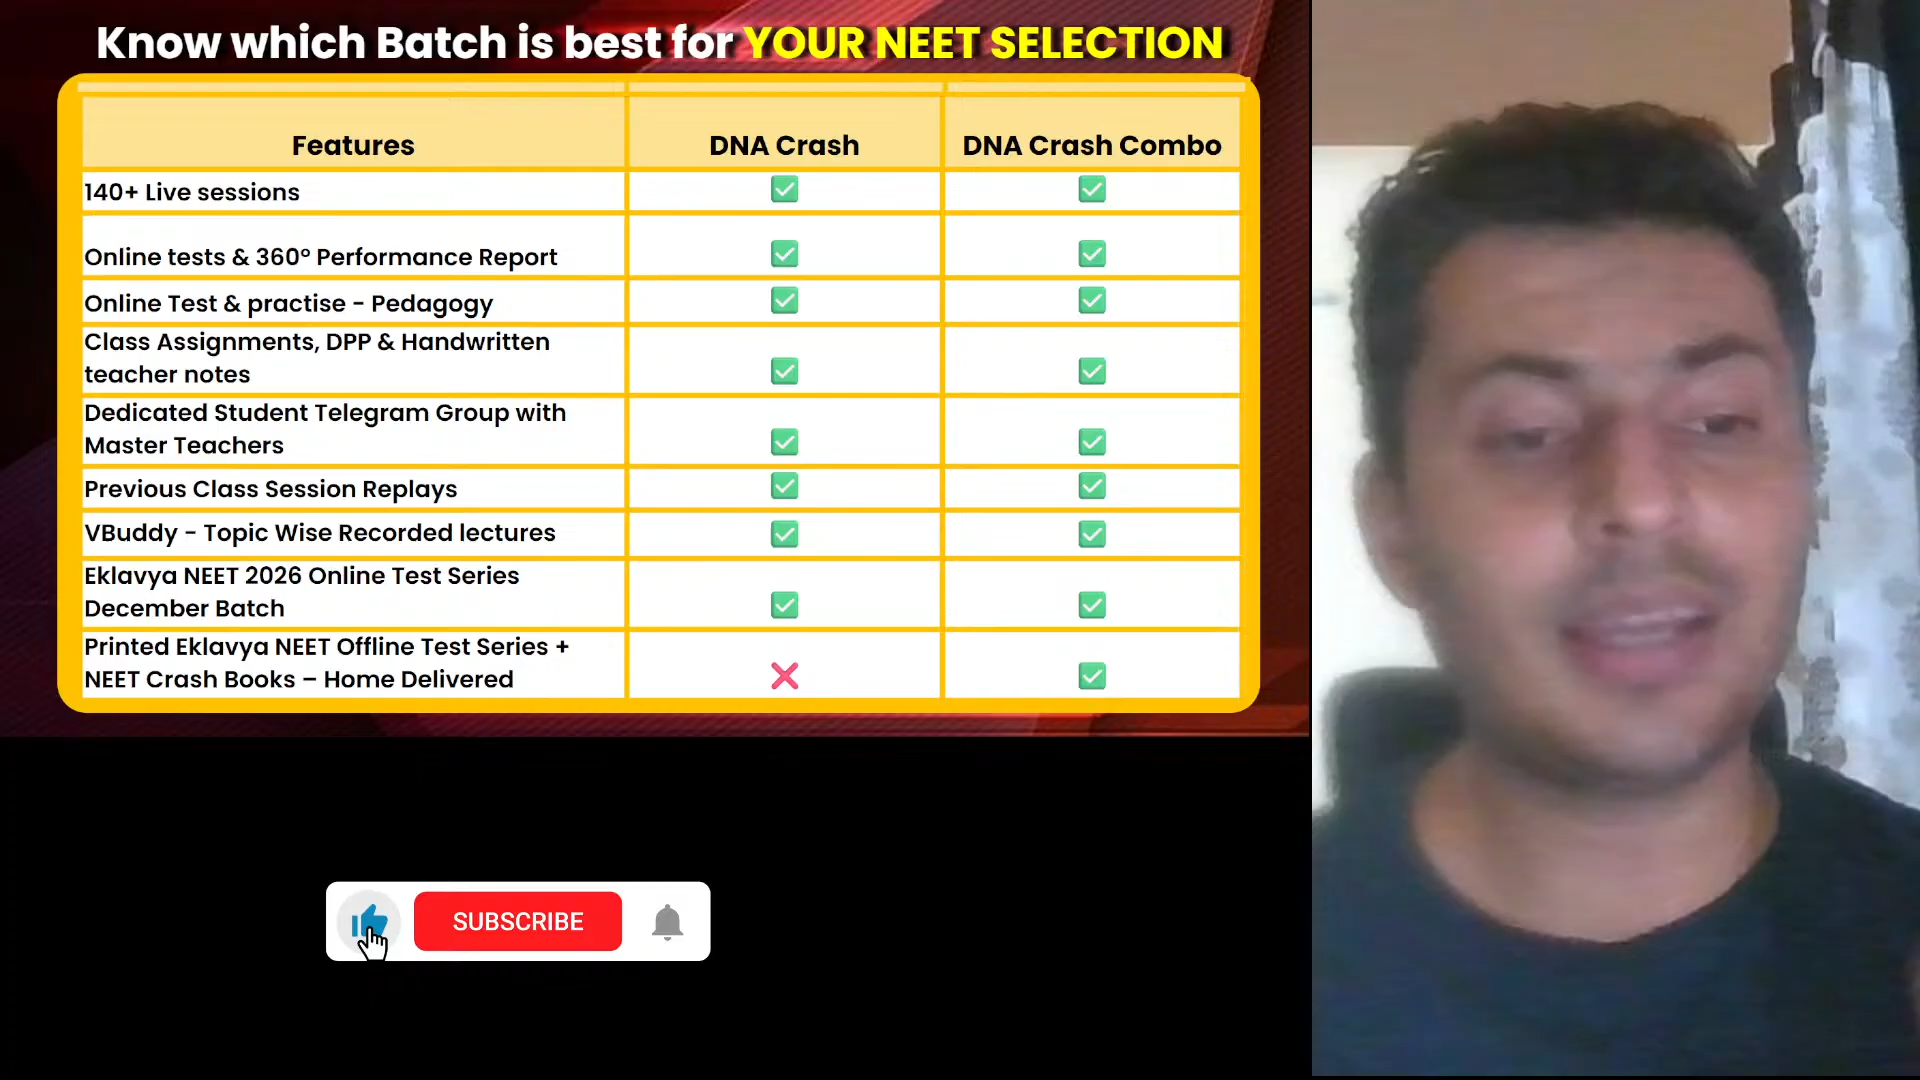 Know which Batch is best for YOUR NEET SELECTION
Features DNA Crash DNA Crash Combo
140+ Live sessions ✅ ✅
Online tests & 360° Performance Report ✅ ✅
Online Test & practise - Pedagogy ✅ ✅
Class Assignments, DPP & Handwritten
teacher notes ✅ ✅
Dedicated Student Telegram Group with
Master Teachers ✅ ✅
Previous Class Session Replays ✅ ✅
VBuddy - Topic Wise Recorded lectures ✅ ✅
Eklavya NEET 2026 Online Test Series
December Batch ✅ ✅
Printed Eklavya NEET Offline Test Series +
NEET Crash Books – Home Delivered ❌ ✅
SUBSCRIBE